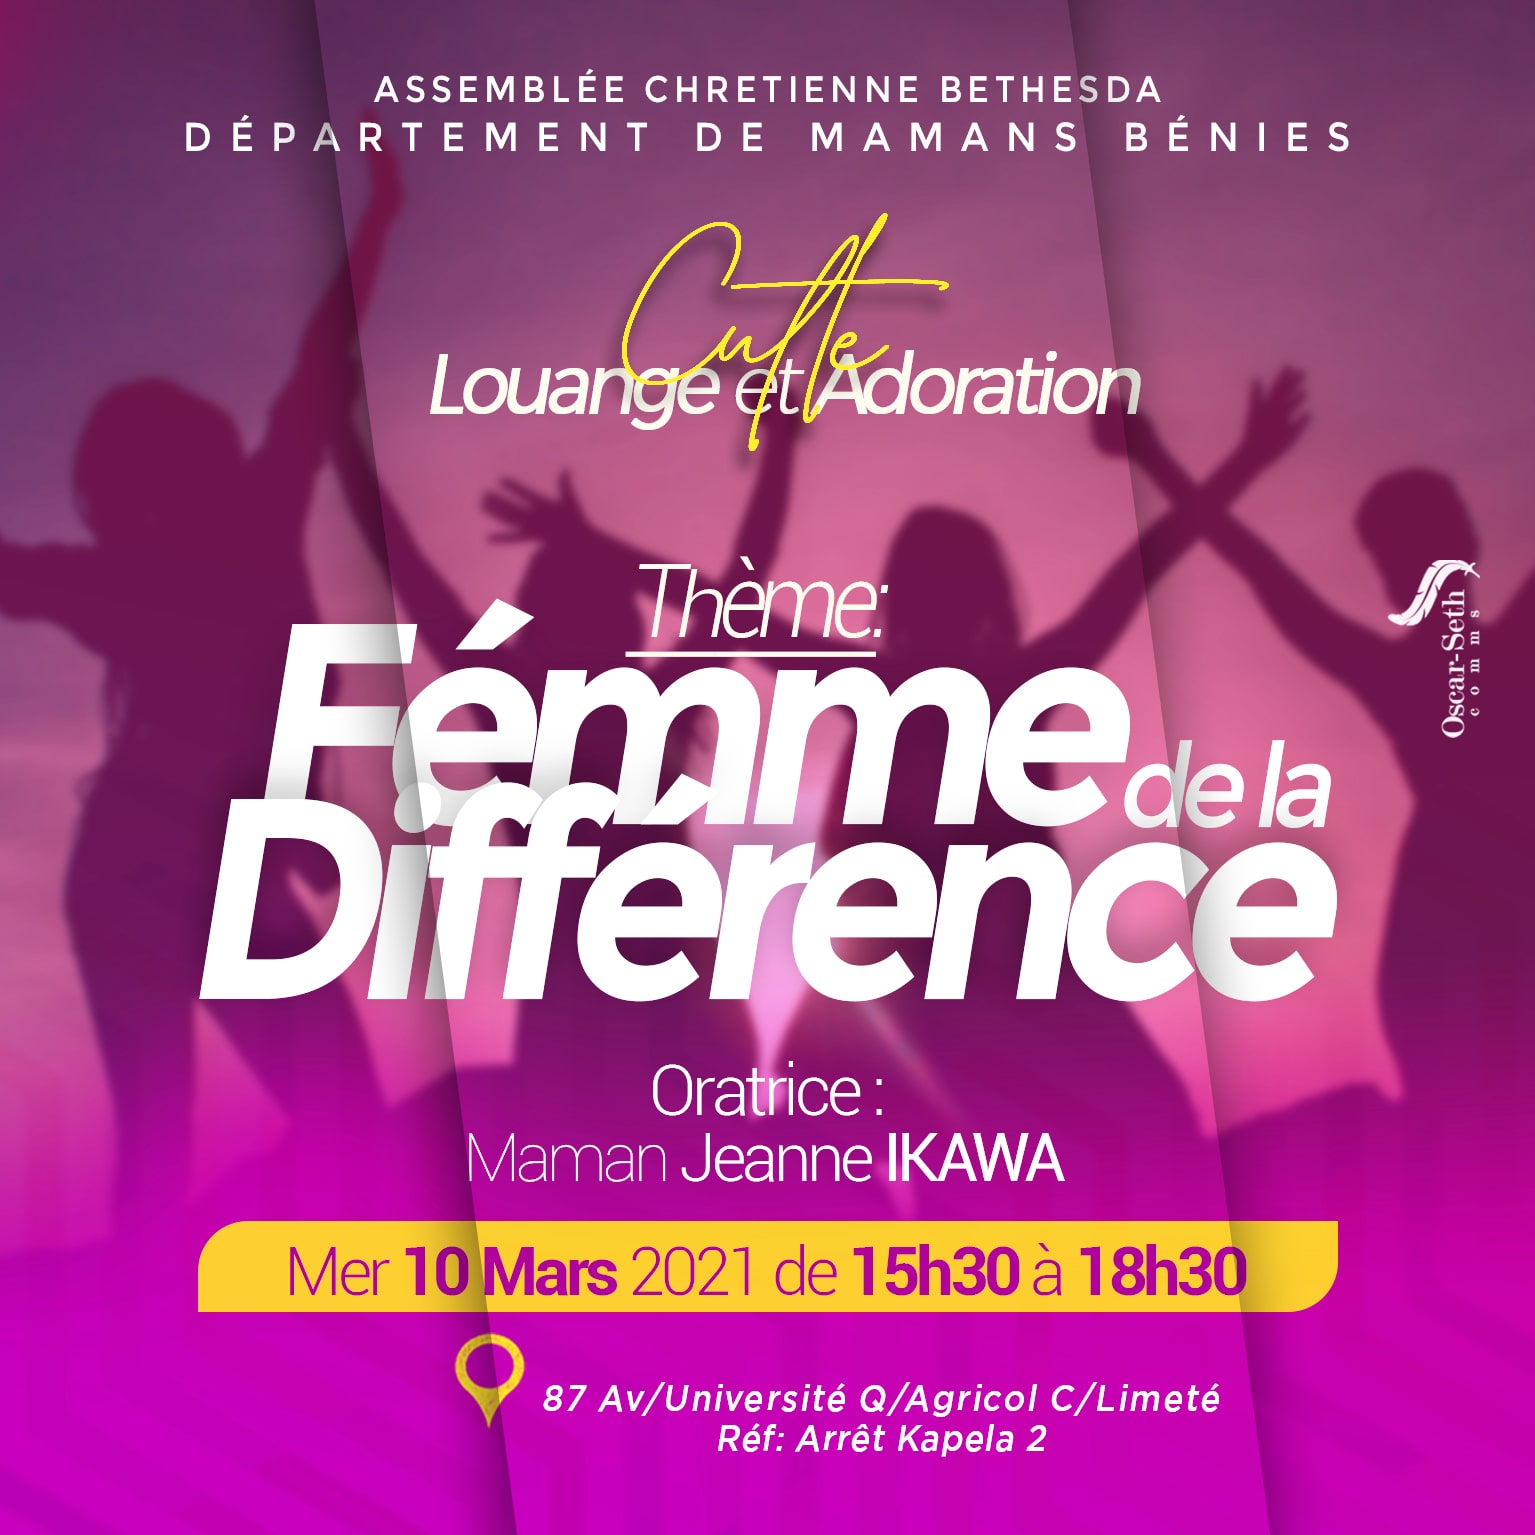 ASSEMBLÉE CHRETIENNE BETHESDA
DÉPARTEMENT DE MAMANS BÉNIES
Culte
Louange et Adoration
Thème:
Fémme de la
Différence
Oratrice :
Maman Jeanne IKAWA
Mer 10 Mars 2021 de 15h30 à 18h30
87 Av/Université Q/Agricol C/Limeté
Réf: Arrêt Kapela 2
Oscar-Seth
comms